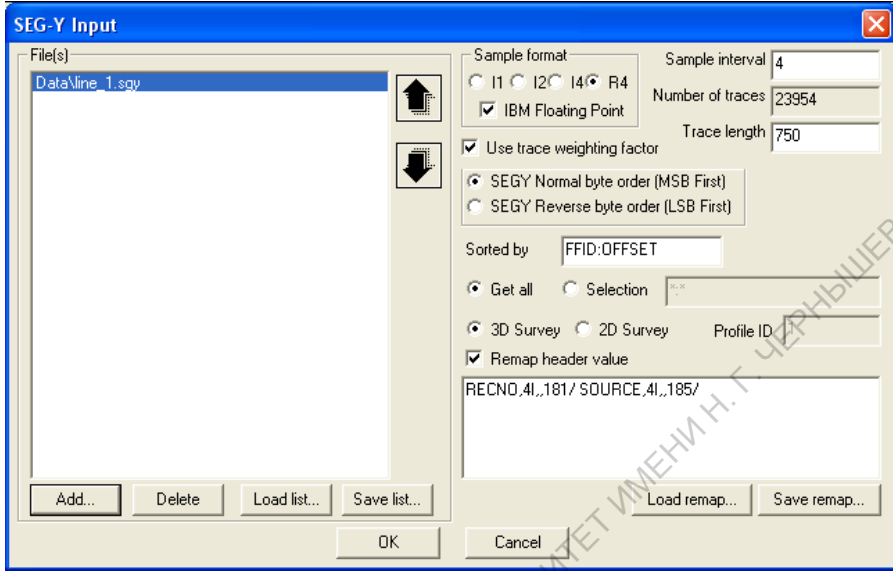 SEG-Y Input
File(s)
Data\line_1.sgy
Add...
Delete
Load list...
Save list...
Sample format
I1 I2 I4 R4
IBM Floating Point
Sample interval 4
Number of traces 23954
Trace length 750
Use trace weighting factor
SEGY Normal byte order (MSB First)
SEGY Reverse byte order (LSB First)
Sorted by FFID:OFFSET
Get all Selection *:*
3D Survey 2D Survey Profile ID
Remap header value
RECNO,4I,,181/ SOURCE,4I,,185/
Load remap...
Save remap...
OK
Cancel
ИМЕНИ Н. Г.